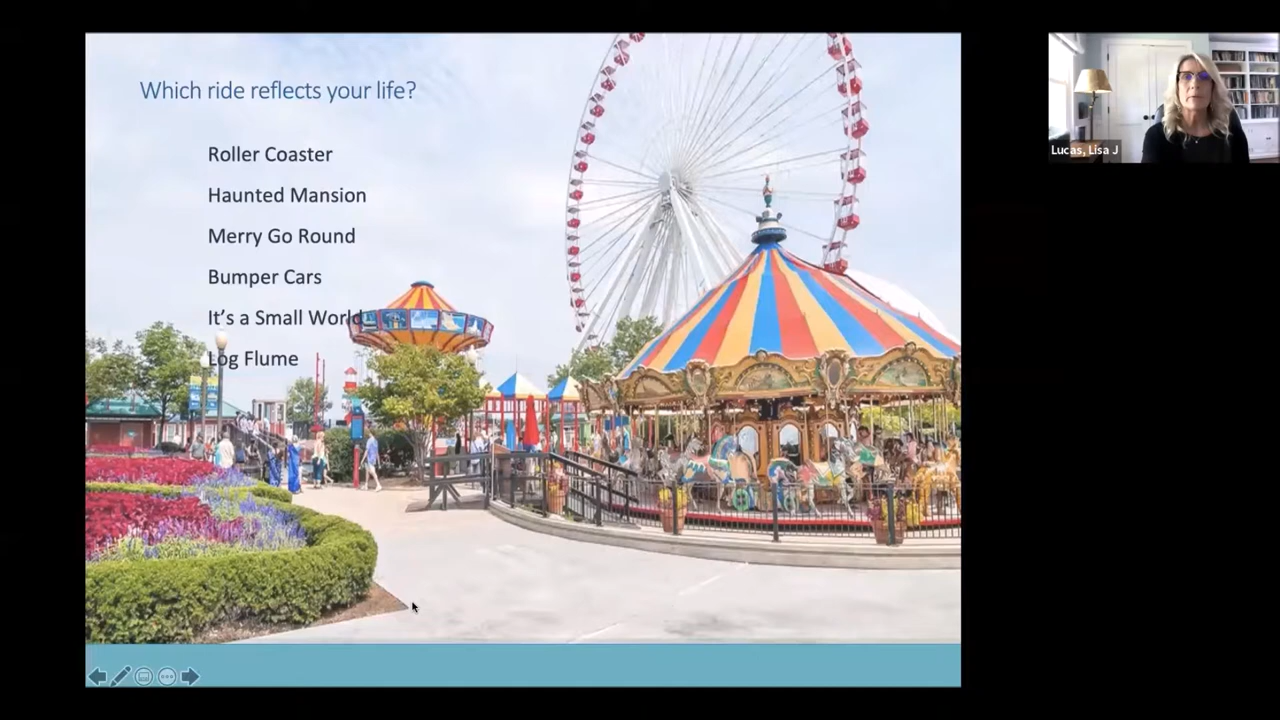 Which ride reflects your life?
Roller Coaster
Haunted Mansion
Merry Go Round
Bumper Cars
It's a Small World
Log Flume
Lucas, Lisa J